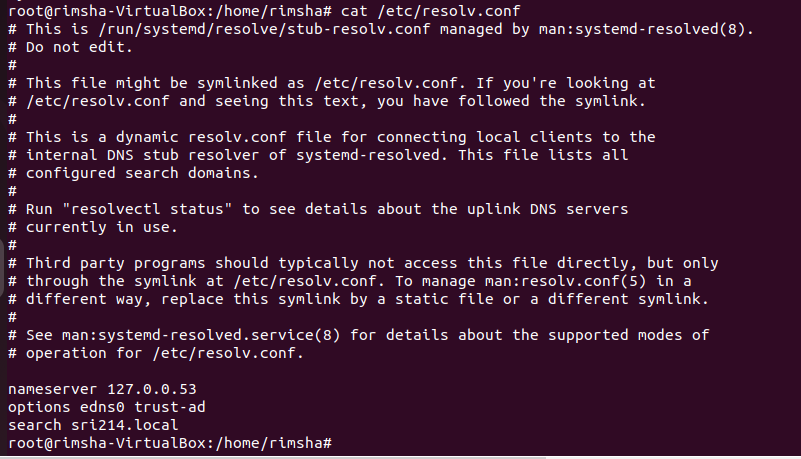 root@rimsha-VirtualBox:/home/rimsha# cat /etc/resolv.conf
# This is /run/systemd/resolve/stub-resolv.conf managed by man:systemd-resolved(8).
# Do not edit.
#
# This file might be symlinked as /etc/resolv.conf. If you're looking at
# /etc/resolv.conf and seeing this text, you have followed the symlink.
#
# This is a dynamic resolv.conf file for connecting local clients to the
# internal DNS stub resolver of systemd-resolved. This file lists all
# configured search domains.
#
# Run "resolvectl status" to see details about the uplink DNS servers
# currently in use.
#
# Third party programs should typically not access this file directly, but only
# through the symlink at /etc/resolv.conf. To manage man:resolv.conf(5) in a
# different way, replace this symlink by a static file or a different symlink.
#
# See man:systemd-resolved.service(8) for details about the supported modes of
# operation for /etc/resolv.conf.

nameserver 127.0.0.53
options edns0 trust-ad
search sri214.local
root@rimsha-VirtualBox:/home/rimsha#